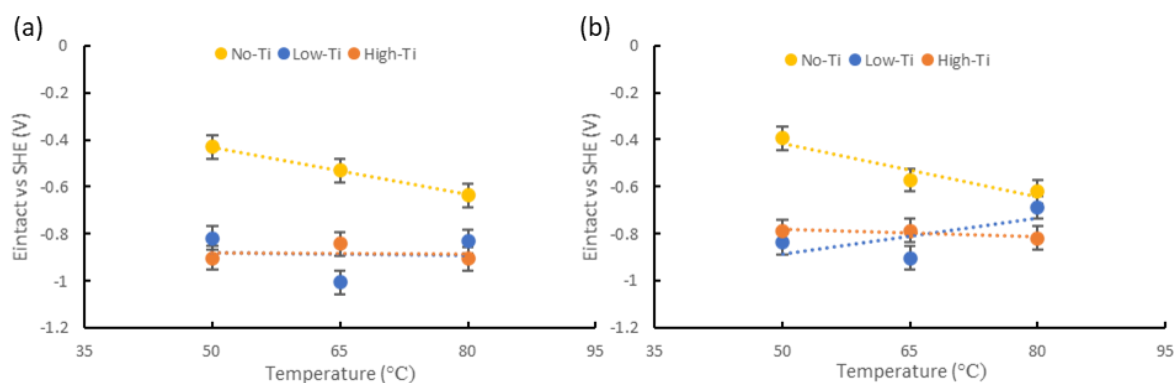 (a)
0
-0.2
-0.4
-0.6
-0.8
-1
-1.2
Eintact vs SHE (V)
No-Ti Low-Ti High-Ti
35 50 65 80 95
Temperature (°C)
(b)
0
-0.2
-0.4
-0.6
-0.8
-1
-1.2
Eintact vs SHE (V)
No-Ti Low-Ti High-Ti
35 50 65 80 95
Temperature (°C)